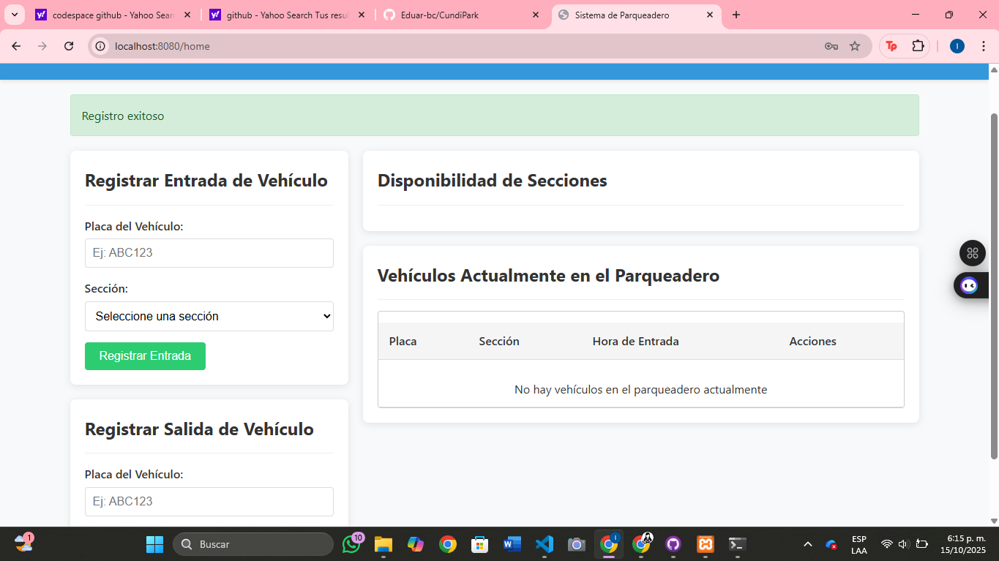 codespace github - Yahoo Sear
github - Yahoo Search Tus resul
Eduar-bc/CundiPark
Sistema de Parqueadero
localhost:8080/home
Tp
I
Registro exitoso
Registrar Entrada de Vehículo
Placa del Vehículo:
Ej: ABC123
Sección:
Seleccione una sección
Registrar Entrada
Registrar Salida de Vehículo
Placa del Vehículo:
Ej: ABC123
Disponibilidad de Secciones
Vehículos Actualmente en el Parqueadero
Placa Sección Hora de Entrada Acciones
No hay vehículos en el parqueadero actualmente
1
Buscar
10
ESP
LAA
6:15 p. m.
15/10/2025